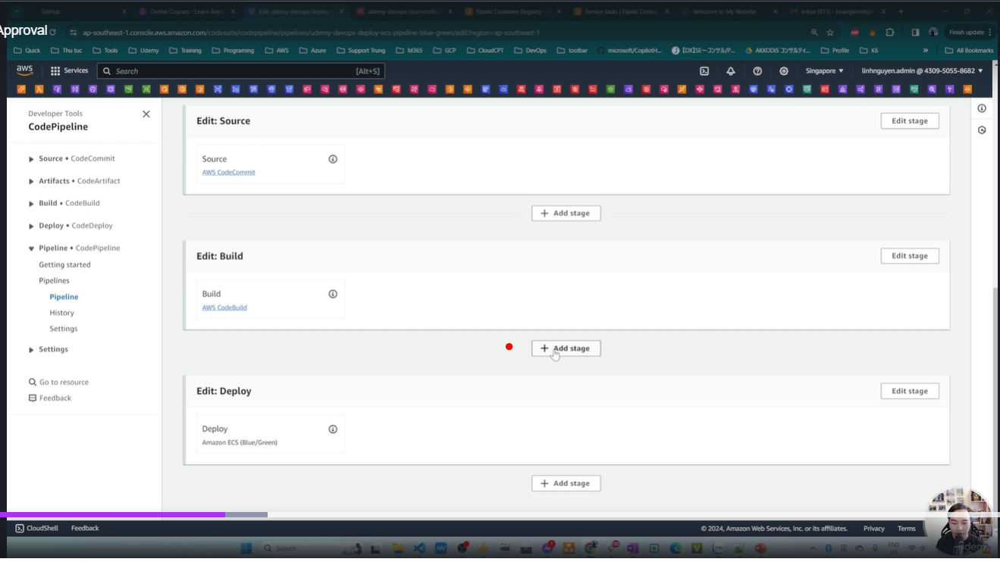 GitHub
Online Courses - Learn Anyt
Edit udemy-devops-deploy-
udemy-devops-cicd-notific
Elastic Container Registry -
Service tasks | Elastic Contai
Welcome to My Website
Inbox (811) - hoanglinhdig
Approval
ap-southeast-1.console.aws.amazon.com/codesuite/codepipeline/pipelines/udemy-devops-deploy-ecs-pipeline-blue-green/edit?region=ap-southeast-1
Finish update
Quick
Thu tuc
Tools
Udemy
Training
Programing
AWS
Azure
Support Trung
M365
GCP
CloudCPT
DevOps
toolbar
microsoft/CopilotH...
【DX】SE～コンサル/P...
AKKODiS コンサルティ...
Profile
K6
»
All Bookmarks
aws
Services
Search
[Alt+S]
Singapore ▼
linhnguyen.admin @ 4309-5055-8682 ▼
Developer Tools
CodePipeline
Source • CodeCommit
Artifacts • CodeArtifact
Build • CodeBuild
Deploy • CodeDeploy
Pipeline • CodePipeline
Getting started
Pipelines
Pipeline
History
Settings
Settings
Go to resource
Feedback
Edit: Source
Edit stage
Source
AWS CodeCommit
+ Add stage
Edit: Build
Edit stage
Build
AWS CodeBuild
+ Add stage
Edit: Deploy
Edit stage
Deploy
Amazon ECS (Blue/Green)
+ Add stage
CloudShell
Feedback
© 2024, Amazon Web Services, Inc. or its affiliates.
Privacy
Terms
Search
ENG
US
udemy